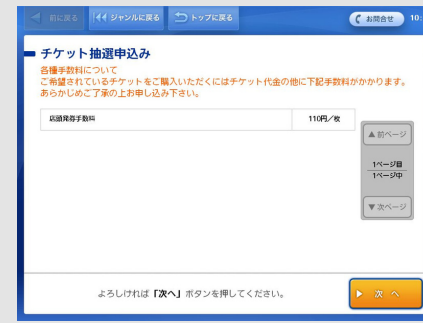 前に戻る ジャンルに戻る トップに戻る お問合せ 10:
チケット抽選申込み
各種手数料について
ご希望されているチケットをご購入いただくにはチケット代金の他に下記手数料がかかります。
あらかじめご了承の上お申し込み下さい。
店頭発券手数料 110円/枚
▲前ページ
1ページ目
1ページ中
▼次ページ
よろしければ「次へ」ボタンを押してください。
次 へ